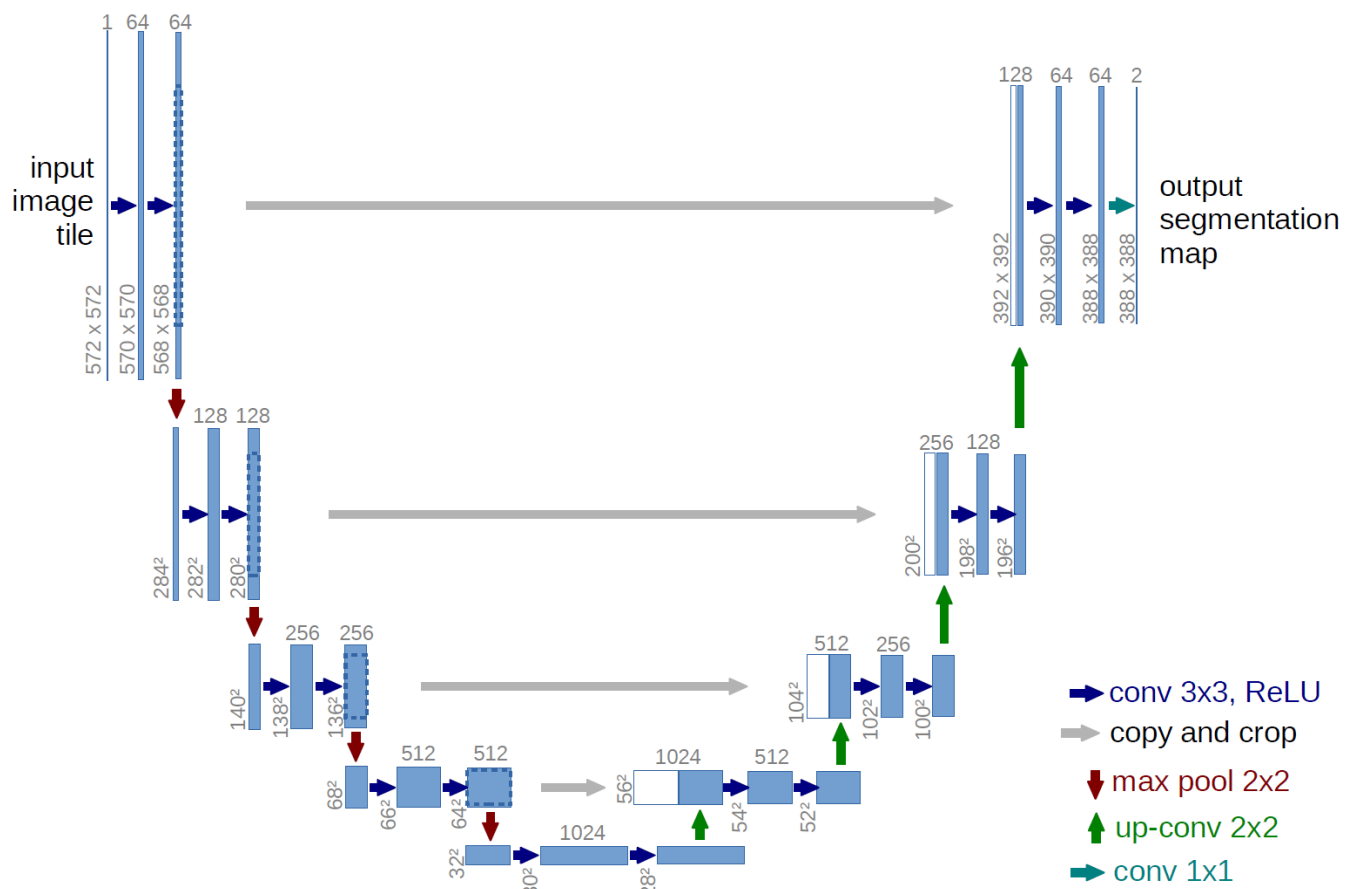 1 64 64
input
image
tile
572 x 572
570 x 570
568 x 568
128 64 64 2
output
segmentation
map
392 x 392
390 x 390
388 x 388
388 x 388
128 128
284²
282²
280²
256 128
200²
198²
196²
256 256
140²
138²
136²
512 256
104²
102²
100²
512 512
68²
66²
64²
1024 512
56²
54²
52²
1024
32²
conv 3x3, ReLU
copy and crop
max pool 2x2
up-conv 2x2
conv 1x1